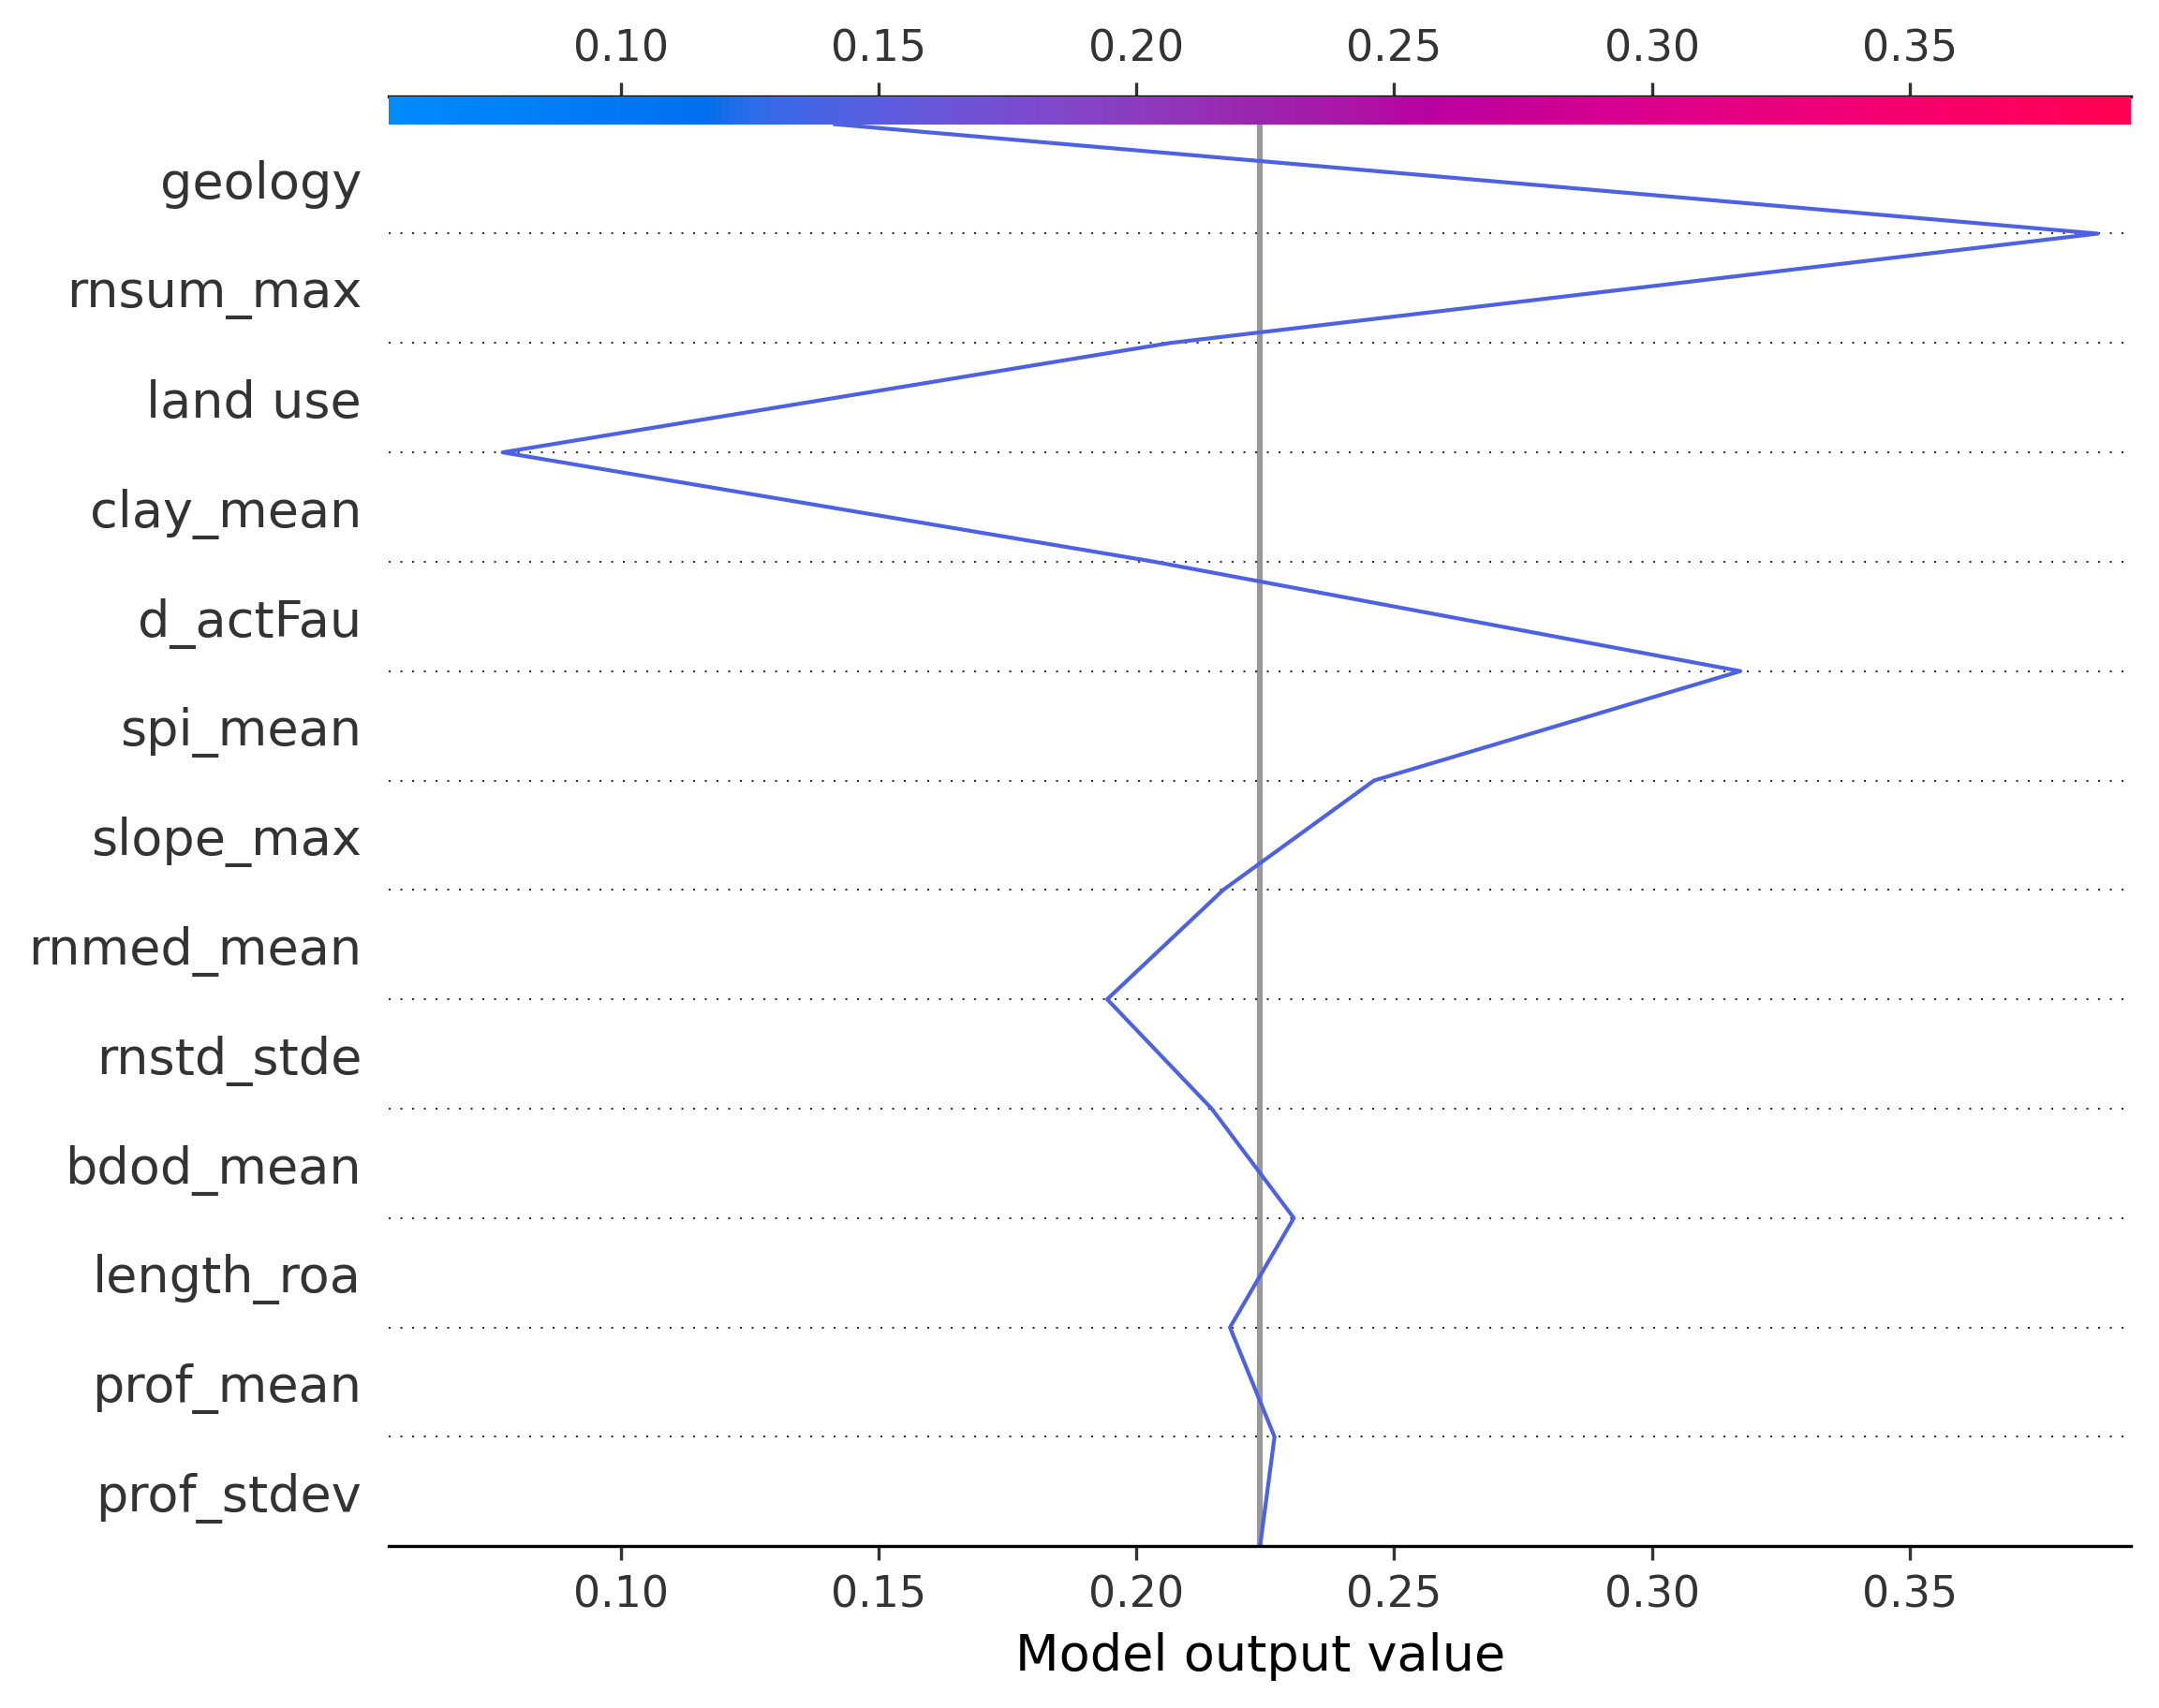 0.10 0.15 0.20 0.25 0.30 0.35
geology
rnsum_max
land use
clay_mean
d_actFau
spi_mean
slope_max
rnmed_mean
rnstd_stde
bdod_mean
length_roa
prof_mean
prof_stdev
0.10 0.15 0.20 0.25 0.30 0.35
Model output value